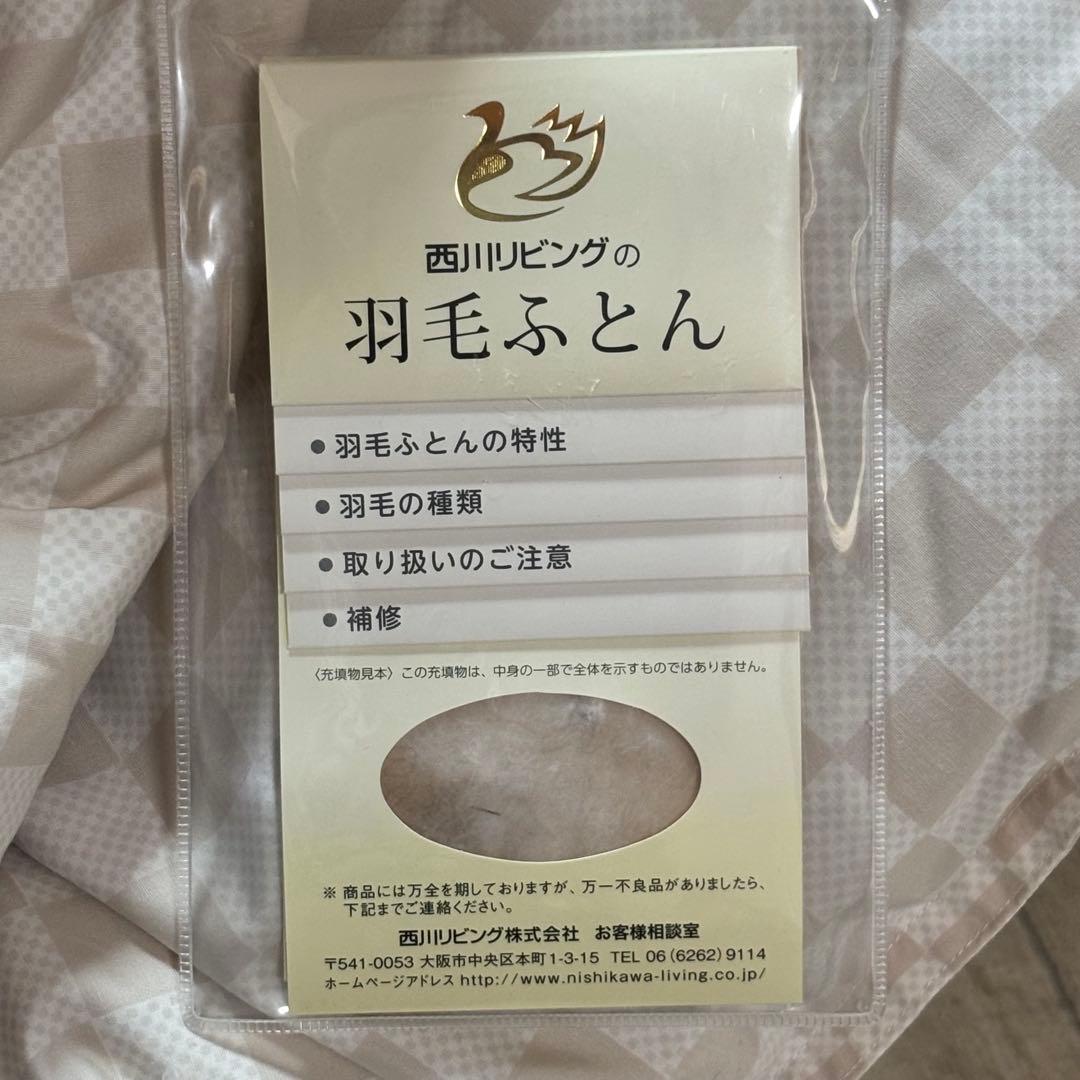 西川リビングの
羽毛ふとん
●羽毛ふとんの特性
●羽毛の種類
●取り扱いのご注意
●補修
〈充填物見本〉この充填物は、中身の一部で全体を示すものではありません。
※商品には万全を期しておりますが、万一不良品がありましたら、
下記までご連絡ください。
西川リビング株式会社 お客様相談室
〒541-0053 大阪市中央区本町1-3-15 TEL 06(6262)9114
ホームページアドレス http://www.nishikawa-living.co.jp/